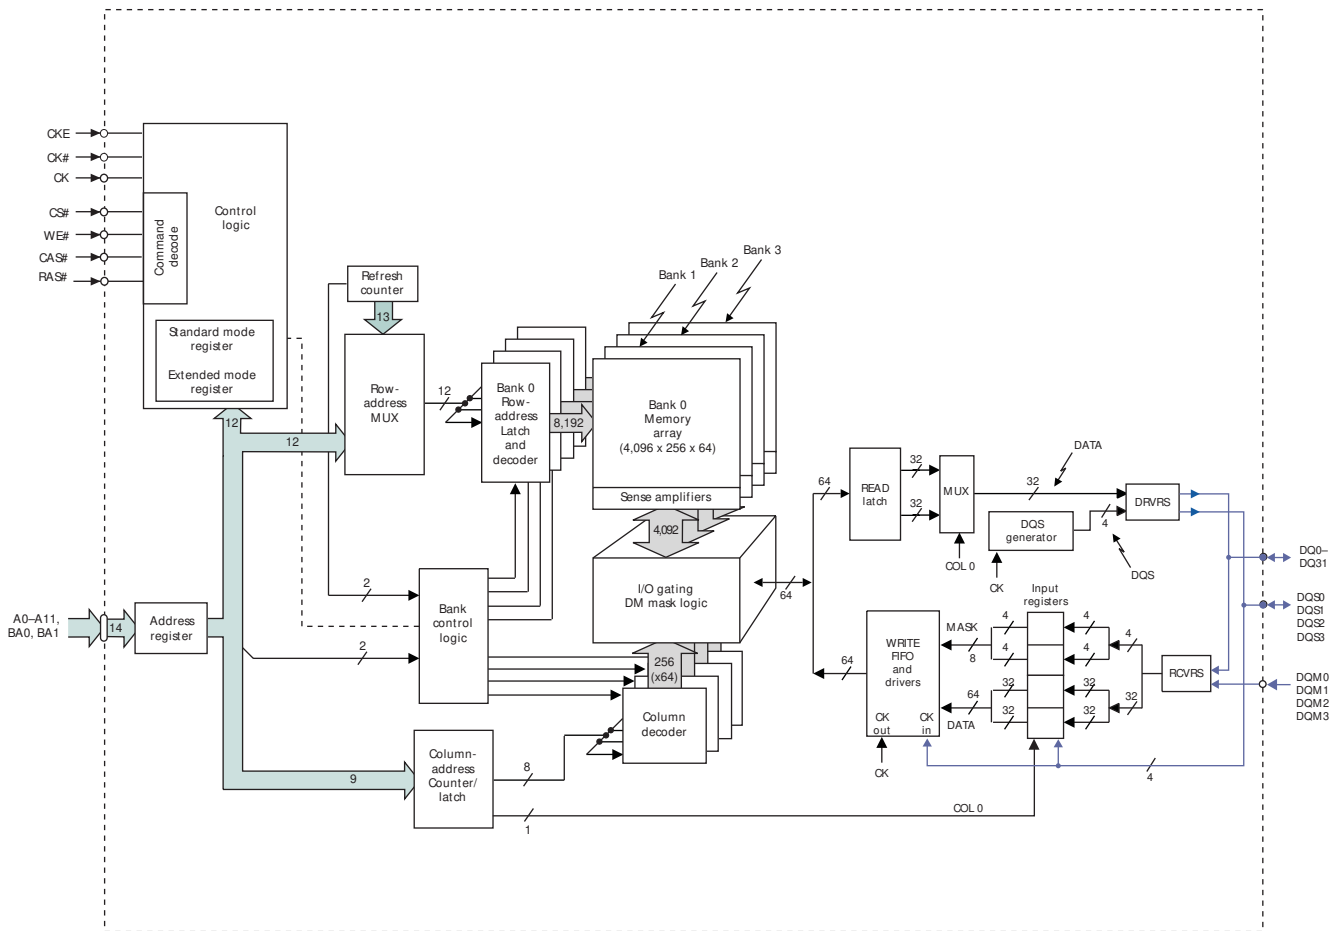 CKE
CK#
CK
CS#
WE#
CAS#
RAS#
Command
decode
Control
logic
Standard mode
register
Extended mode
register
Refresh
counter
13
Row-
address
MUX
12
12
12
Bank 0
Row-
address
Latch
and
decoder
8,192
Bank 1
Bank 2
Bank 3
Bank 0
Memory
array
(4,096 x 256 x 64)
Sense amplifiers
4,092
I/O gating
DM mask logic
64
64
READ
latch
32
32
MUX
COL 0
32
DATA
DQS
generator
CK
4
DQS
DRVRS
DQ0–
DQ31
DQS0
DQS1
DQS2
DQS3
DQM0
DQM1
DQM2
DQM3
A0–A11,
BA0, BA1
14
Address
register
2
2
Bank
control
logic
256
(x64)
Column
decoder
9
Column-
address
Counter/
latch
8
1
COL 0
64
WRITE
FIFO
and
drivers
CK
out
CK
in
CK
MASK
8
64
DATA
Input
registers
4
4
32
32
4
4
32
32
4
32
RCVRS
4